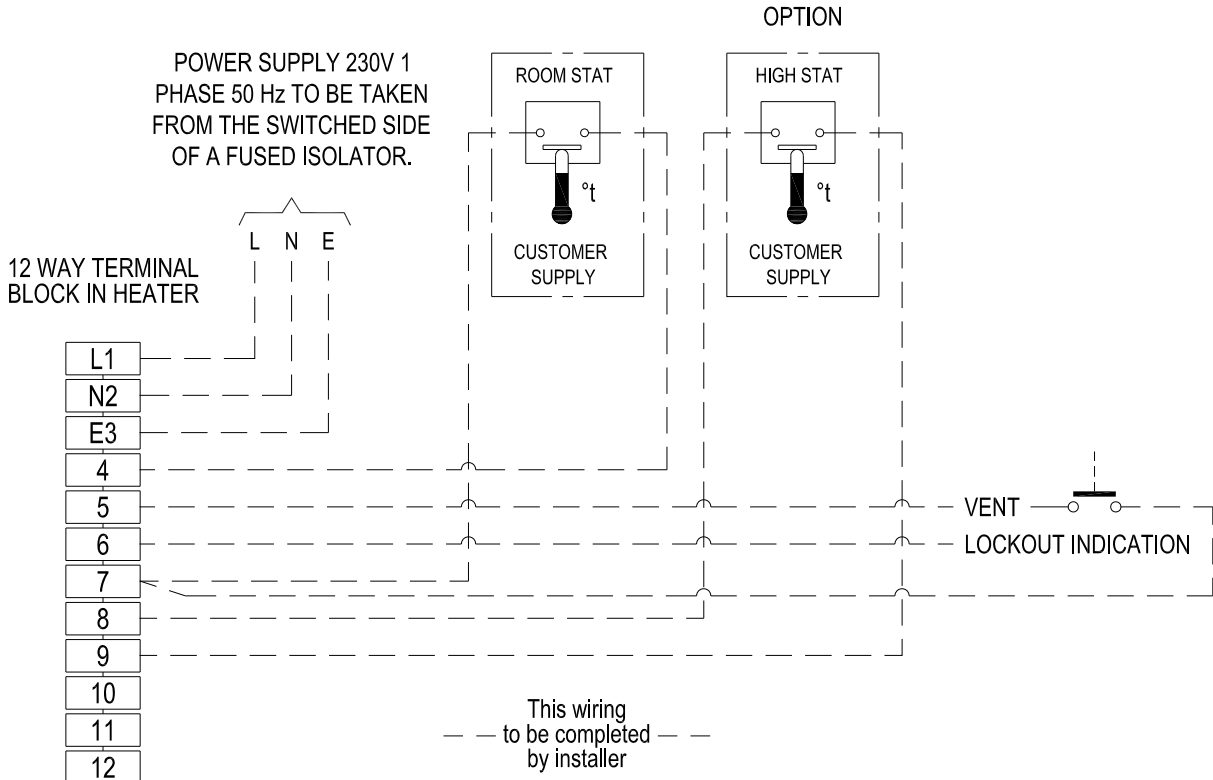 OPTION
POWER SUPPLY 230V 1
PHASE 50 Hz TO BE TAKEN
FROM THE SWITCHED SIDE
OF A FUSED ISOLATOR.
ROOM STAT
°t
CUSTOMER
SUPPLY
HIGH STAT
°t
CUSTOMER
SUPPLY
L N E
12 WAY TERMINAL
BLOCK IN HEATER
L1
N2
E3
4
5
6
7
8
9
10
11
12
VENT
LOCKOUT INDICATION
This wiring
to be completed
by installer